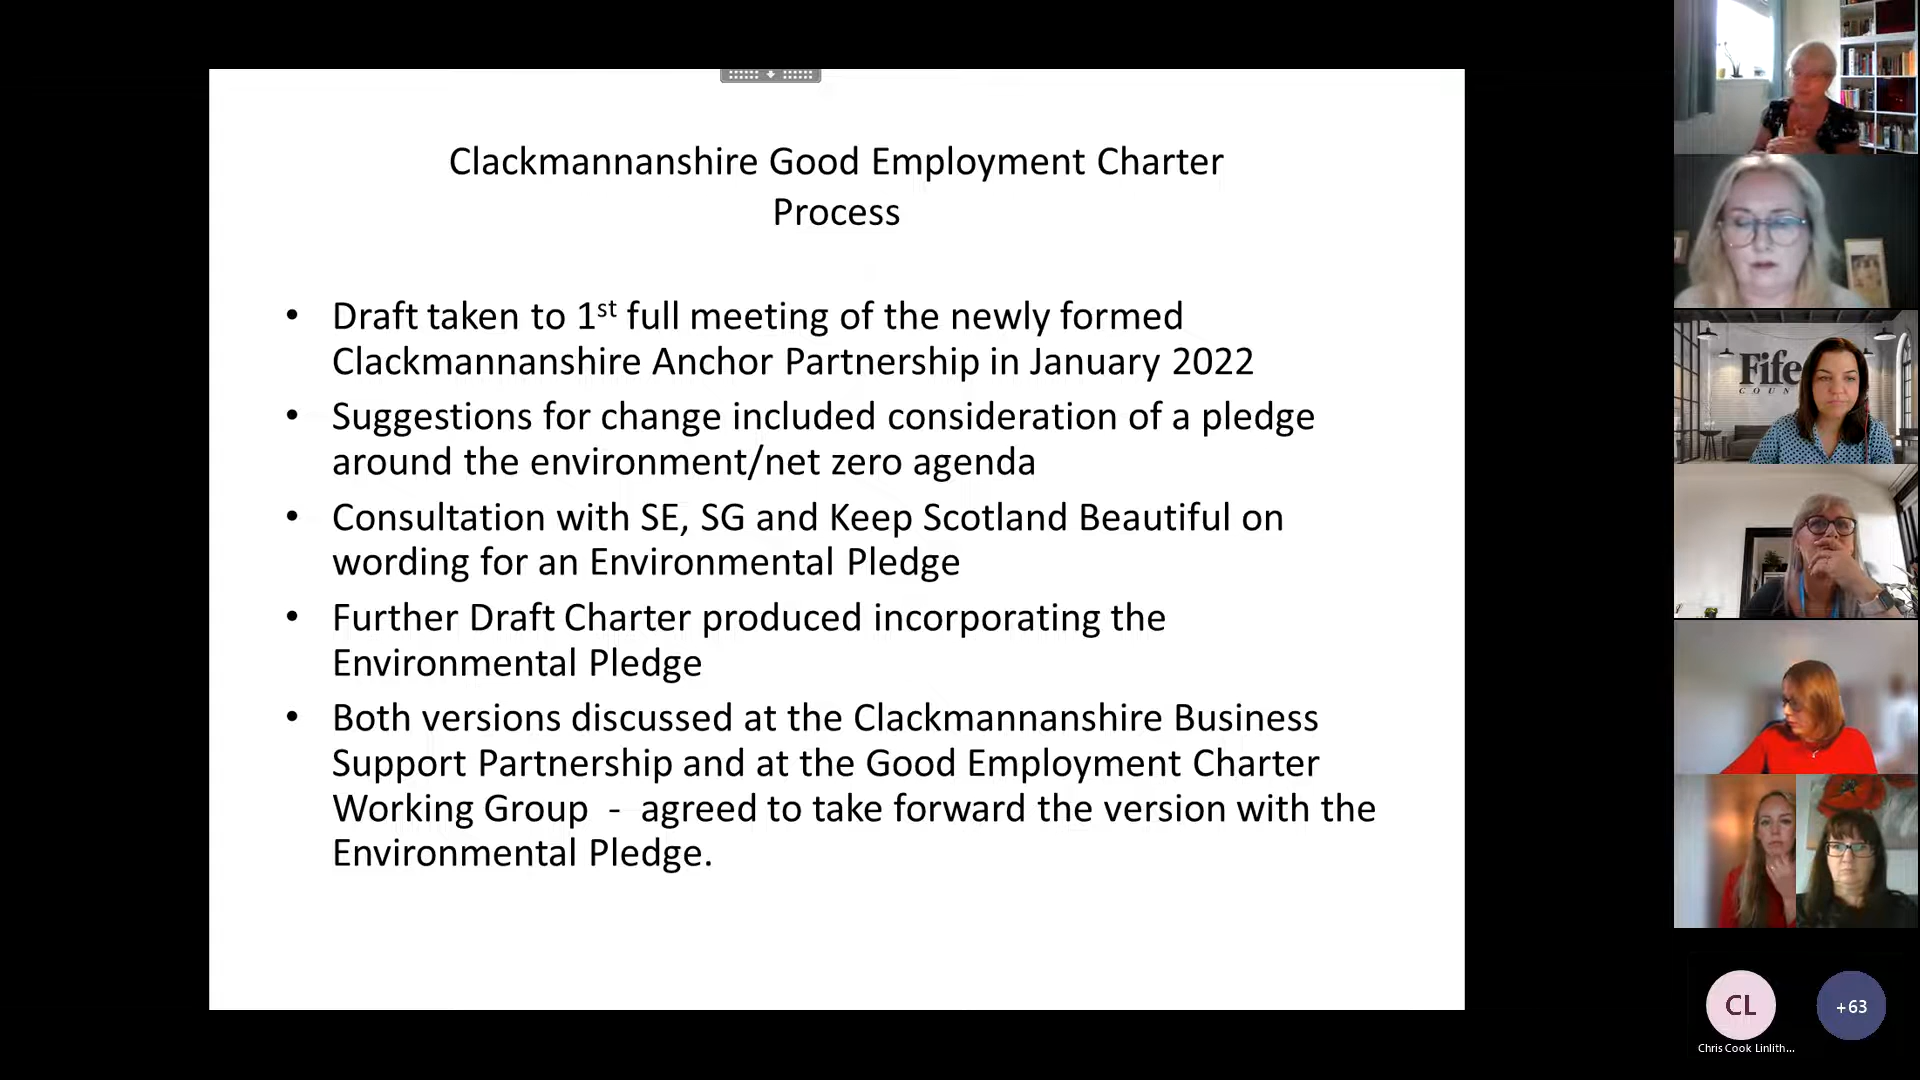 Clackmannanshire Good Employment Charter
Process
• Draft taken to 1st full meeting of the newly formed
Clackmannanshire Anchor Partnership in January 2022
• Suggestions for change included consideration of a pledge
around the environment/net zero agenda
• Consultation with SE, SG and Keep Scotland Beautiful on
wording for an Environmental Pledge
• Further Draft Charter produced incorporating the
Environmental Pledge
• Both versions discussed at the Clackmannanshire Business
Support Partnership and at the Good Employment Charter
Working Group - agreed to take forward the version with the
Environmental Pledge.
Fife
COUN
CL
+63
Chris Cook Linlith...